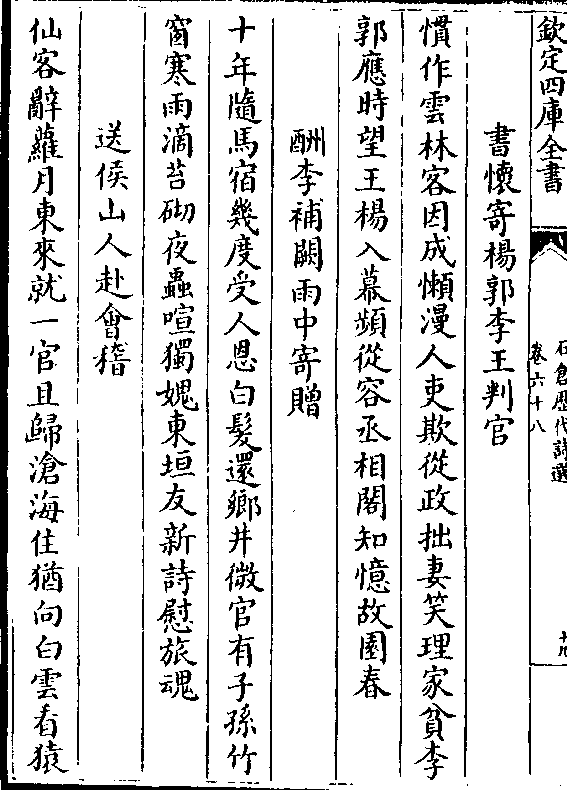 欽定四庫全書
石倉歴代詩選
卷六十八
書懷寄楊郭李王判官
慣作雲林客因成懶漫人吏欺從政拙妻笑理家貧李
郭應時望王楊入幕頻從容丞相閤知憶故園春
酬李補闕雨中寄贈
十年隨馬宿幾度受人恩白髮還鄉井微官有子孫竹
窗寒雨滴苔砌夜蟲喧獨媿東垣友新詩慰旅魂
送侯山人赴會稽
仙客辭蘿月東來就一官且歸滄海住猶向白雲看猿